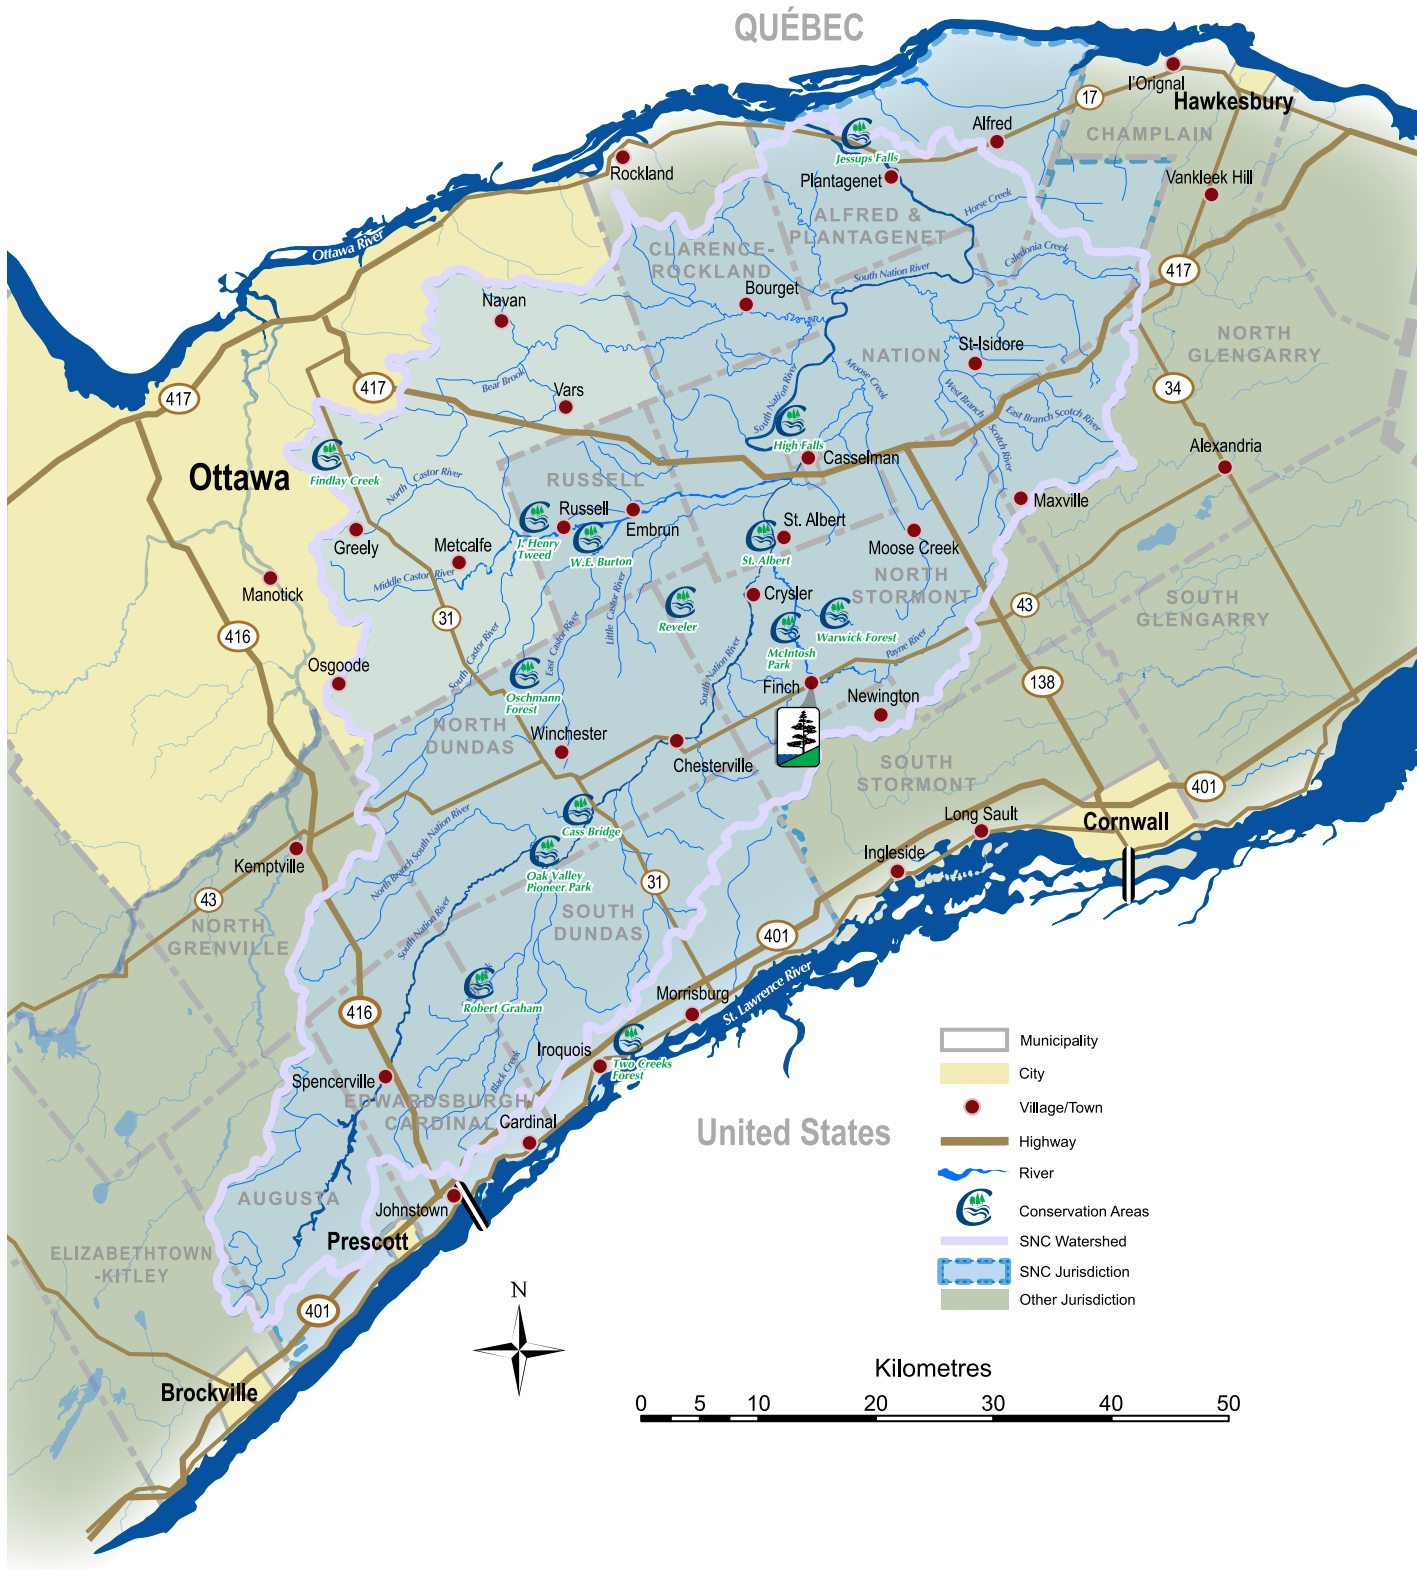 QUÉBEC
l'Orignal
17
Hawkesbury
Alfred
CHAMPLAIN
Jessups Falls
Rockland
Plantagenet
Vankleek Hill
Horse Creek
ALFRED &
PLANTAGENET
Ottawa River
CLARENCE-
ROCKLAND
Caledonia Creek
South Nation River
417
Bourget
Navan
NORTH
GLENGARRY
St-Isidore
NATION
Moose Creek
Bear Brook
417
417
Vars
34
South Nation River
West Branch
Scotch River
East Branch Scotch River
High Falls
Casselman
Alexandria
Findlay Creek
Ottawa
North Castor River
RUSSELL
Maxville
Russell
Embrun
St. Albert
J. Henry
Tweed
W.E. Burton
St. Albert
Moose Creek
Greely
Metcalfe
Middle Castor River
NORTH
STORMONT
Manotick
Crysler
43
SOUTH
GLENGARRY
31
416
Reveler
Little Castor River
East Castor River
South Castor River
Warwick Forest
McIntosh
Park
Payne River
South Nation River
Osgoode
Oschmann
Forest
Finch
Newington
138
NORTH
DUNDAS
Winchester
Chesterville
SOUTH
STORMONT
401
Cass Bridge
Long Sault
Cornwall
Kemptville
North Branch South Nation River
Oak Valley
Pioneer Park
Ingleside
31
43
NORTH
GRENVILLE
SOUTH
DUNDAS
South Nation River
401
Robert Graham
Morrisburg
St. Lawrence River
416
Iroquois
Two Creeks
Forest
Black Creek
Spencerville
EDWARDSBURGH
CARDINAL
Cardinal
United States
AUGUSTA
Johnstown
Prescott
ELIZABETHTOWN
-KITLEY
401
Brockville
N
Municipality
City
Village/Town
Highway
River
Conservation Areas
SNC Watershed
SNC Jurisdiction
Other Jurisdiction
Kilometres
0 5 10 20 30 40 50